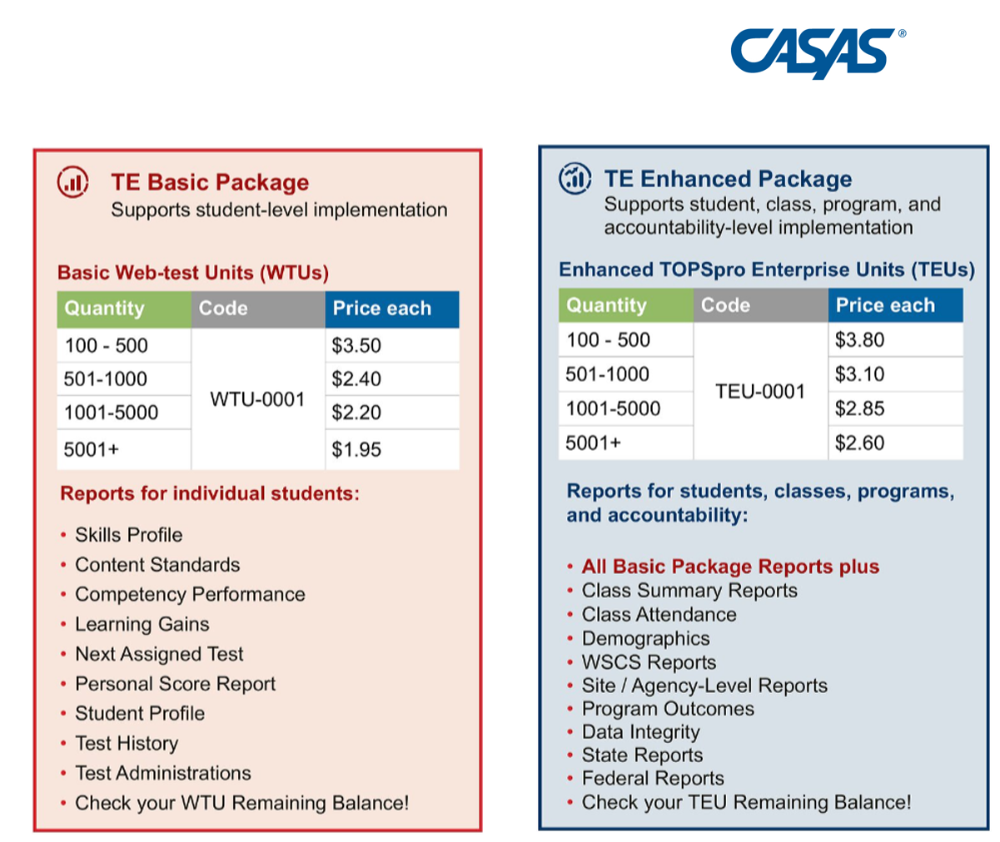 CASAS®
TE Basic Package
Supports student-level implementation
Basic Web-test Units (WTUs)
Quantity Code Price each
100 - 500 $3.50
501-1000 $2.40
WTU-0001
1001-5000 $2.20
5001+ $1.95
Reports for individual students:
• Skills Profile
• Content Standards
• Competency Performance
• Learning Gains
• Next Assigned Test
• Personal Score Report
• Student Profile
• Test History
• Test Administrations
• Check your WTU Remaining Balance!
TE Enhanced Package
Supports student, class, program, and
accountability-level implementation
Enhanced TOPSpro Enterprise Units (TEUs)
Quantity Code Price each
100 - 500 $3.80
501-1000 $3.10
TEU-0001
1001-5000 $2.85
5001+ $2.60
Reports for students, classes, programs,
and accountability:
• All Basic Package Reports plus
• Class Summary Reports
• Class Attendance
• Demographics
• WSCS Reports
• Site / Agency-Level Reports
• Program Outcomes
• Data Integrity
• State Reports
• Federal Reports
• Check your TEU Remaining Balance!